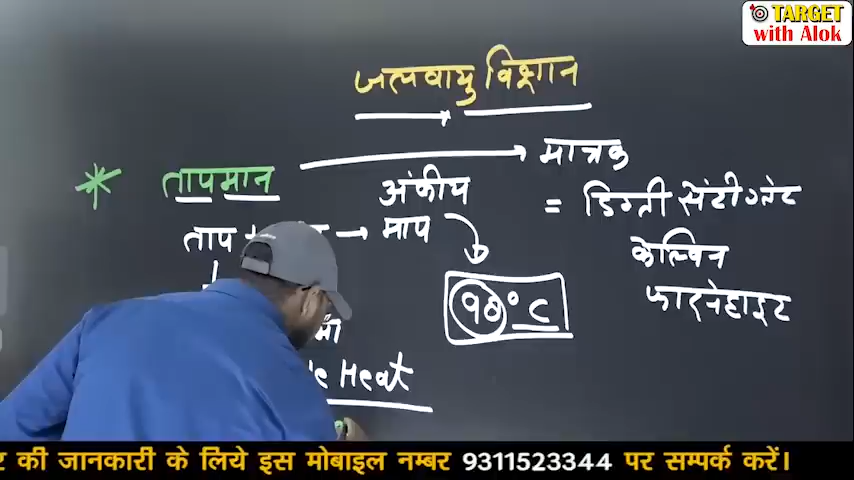 TARGET
with Alok
जलवायु विज्ञान
* तापमान → मात्रक
ताप + → अंकीय माप
= डिग्री सेंटीग्रेट
केल्विन
फारेनहाइट
98° C
Heat
र की जानकारी के लिये इस मोबाइल नम्बर 9311523344 पर सम्पर्क करें।